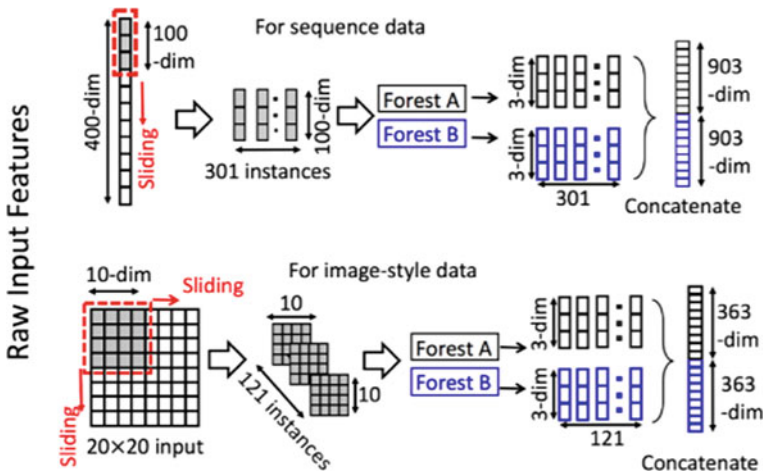 Raw Input Features
For sequence data
400-dim
100
-dim
Sliding
301 instances
100-dim
Forest A
Forest B
3-dim
3-dim
301
903
-dim
903
-dim
Concatenate
For image-style data
10-dim
Sliding
Sliding
20×20 input
10
10
121 instances
Forest A
Forest B
3-dim
3-dim
121
363
-dim
363
-dim
Concatenate